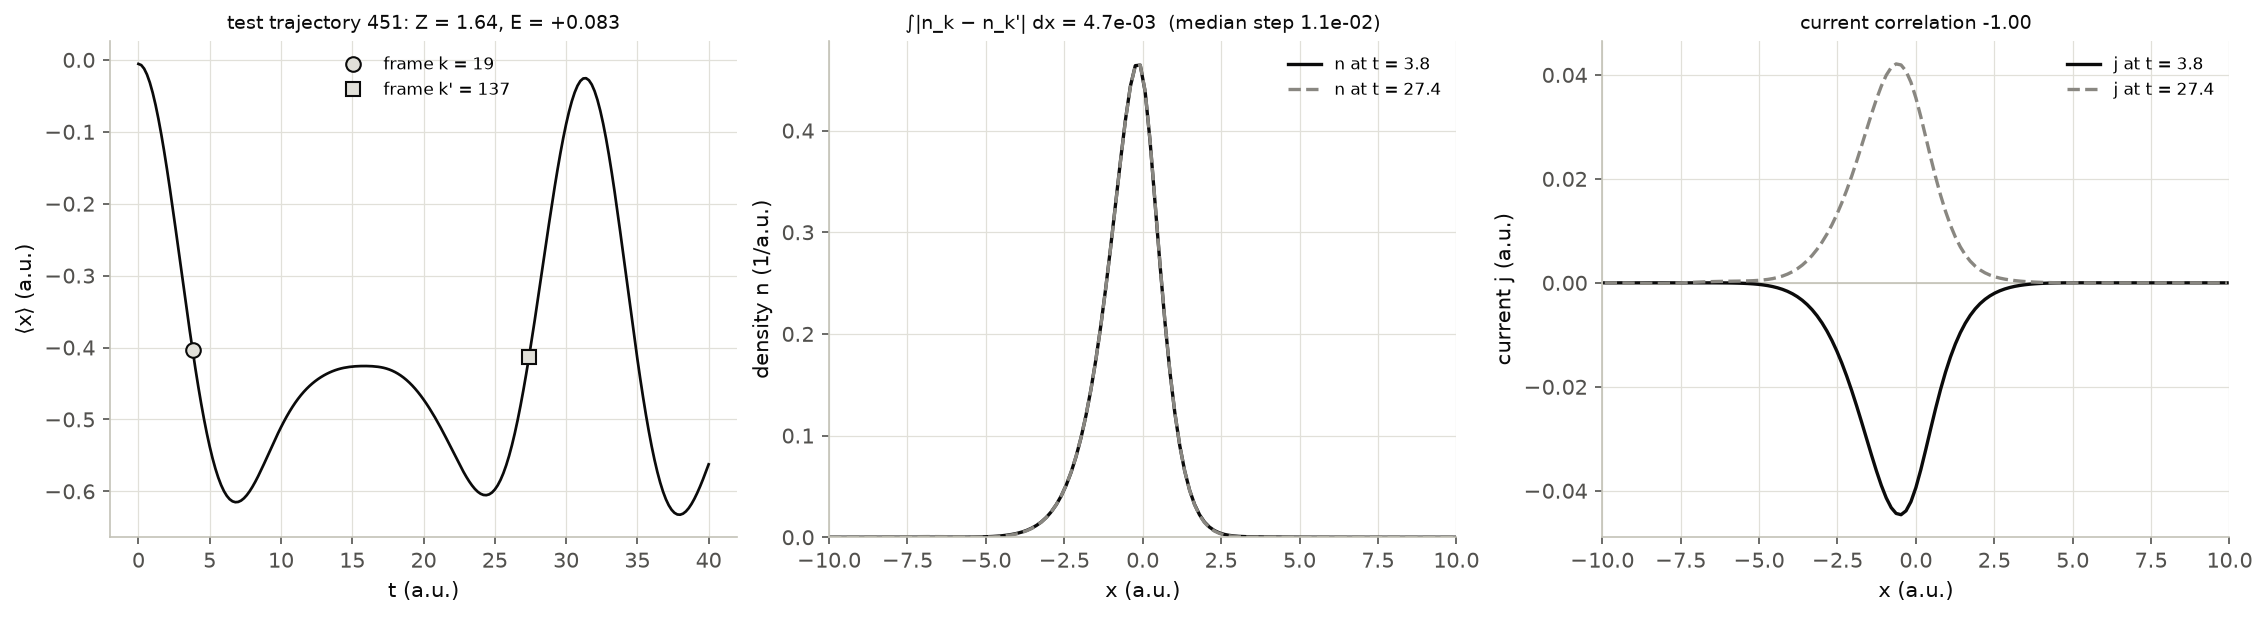 test trajectory 451: Z = 1.64, E = +0.083
frame k = 19
frame k' = 137
0.0
−0.1
−0.2
−0.3
−0.4
−0.5
−0.6
⟨x⟩ (a.u.)
0 5 10 15 20 25 30 35 40
t (a.u.)
∫|n_k − n_k'| dx = 4.7e-03 (median step 1.1e-02)
n at t = 3.8
n at t = 27.4
0.4
0.3
0.2
0.1
0.0
density n (1/a.u.)
−10.0 −7.5 −5.0 −2.5 0.0 2.5 5.0 7.5 10.0
x (a.u.)
current correlation -1.00
j at t = 3.8
j at t = 27.4
0.04
0.02
0.00
−0.02
−0.04
current j (a.u.)
−10.0 −7.5 −5.0 −2.5 0.0 2.5 5.0 7.5 10.0
x (a.u.)